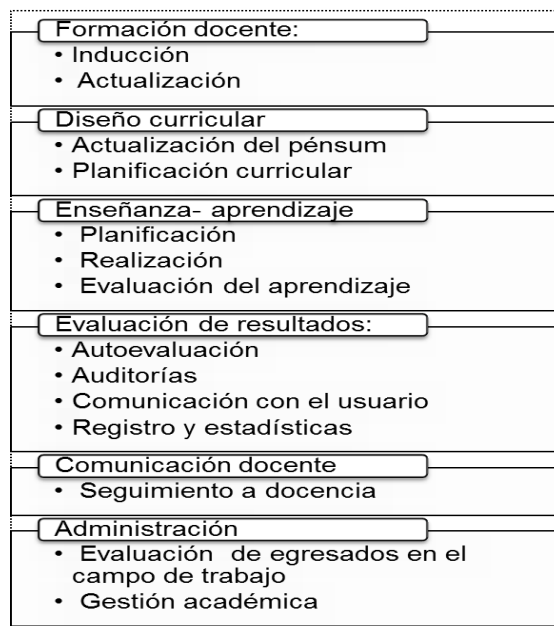 Formación docente:
• Inducción
• Actualización
Diseño curricular
• Actualización del pénsum
• Planificación curricular
Enseñanza- aprendizaje
• Planificación
• Realización
• Evaluación del aprendizaje
Evaluación de resultados:
• Autoevaluación
• Auditorías
• Comunicación con el usuario
• Registro y estadísticas
Comunicación docente
• Seguimiento a docencia
Administración
• Evaluación de egresados en el
campo de trabajo
• Gestión académica